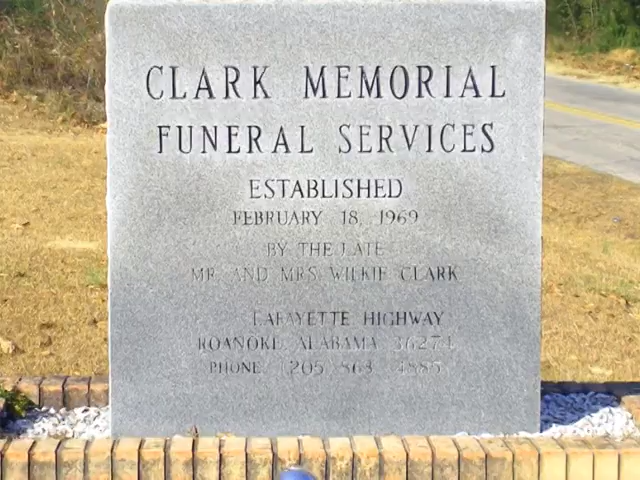 CLARK MEMORIAL
FUNERAL SERVICES
ESTABLISHED
FEBRUARY 18, 1969
BY THE LATE
MR. AND MRS. WILKIE CLARK
LAFAYETTE HIGHWAY
ROANOKE, ALABAMA 36274
PHONE (205) 863-4885